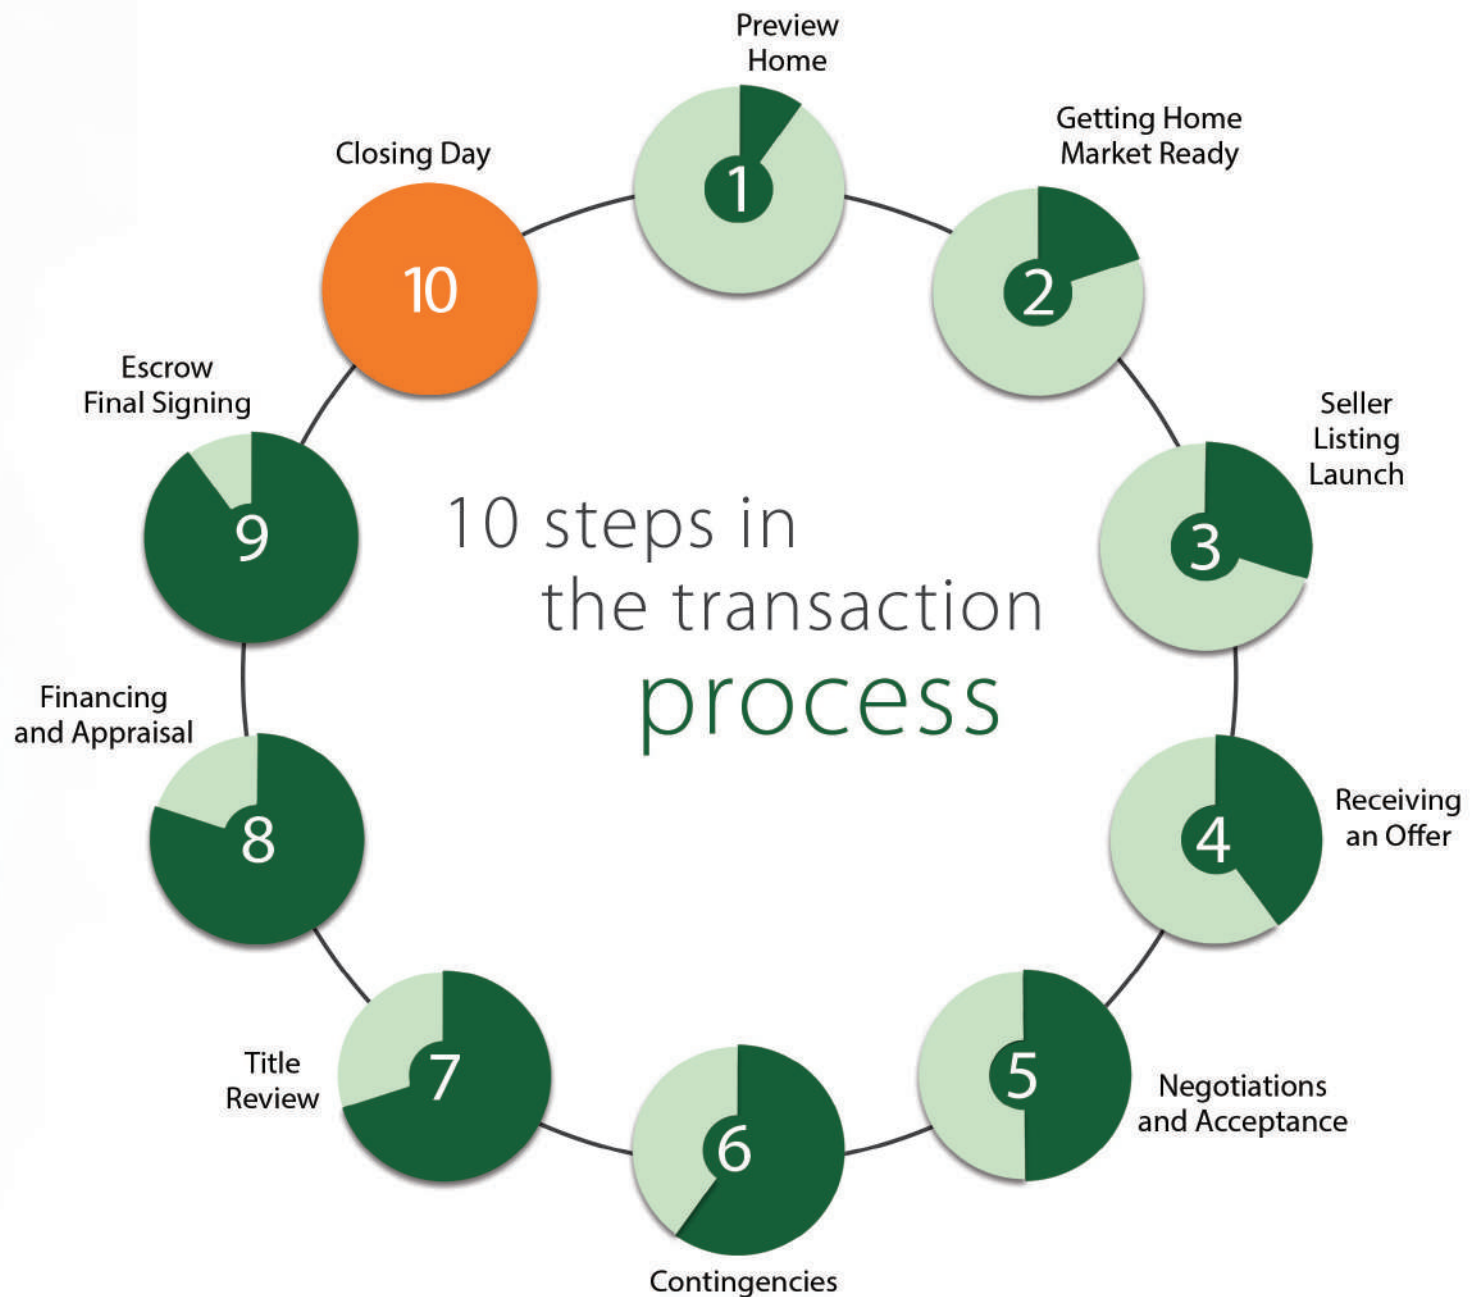 10 steps in
the transaction
process
Preview
Home
1
Getting Home
Market Ready
2
Seller
Listing
Launch
3
Receiving
an Offer
4
Negotiations
and Acceptance
5
Contingencies
6
Title
Review
7
Financing
and Appraisal
8
Escrow
Final Signing
9
Closing Day
10